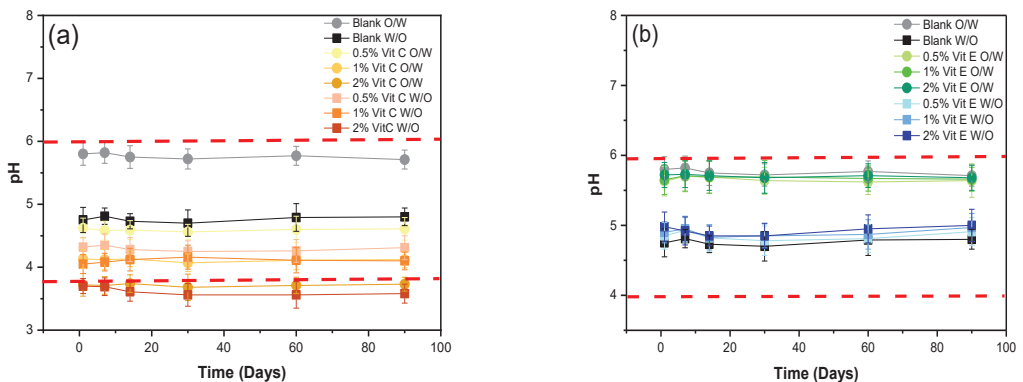 (a)
Blank O/W
Blank W/O
0.5% Vit C O/W
1% Vit C O/W
2% Vit C O/W
0.5% Vit C W/O
1% Vit C W/O
2% VitC W/O
8
7
6
5
4
3
pH
0
20
40
60
80
100
Time (Days)
(b)
Blank O/W
Blank W/O
0.5% Vit E O/W
1% Vit E O/W
2% Vit E O/W
0.5% Vit E W/O
1% Vit E W/O
2% Vit E W/O
8
7
6
5
4
pH
0
20
40
60
80
100
Time (Days)